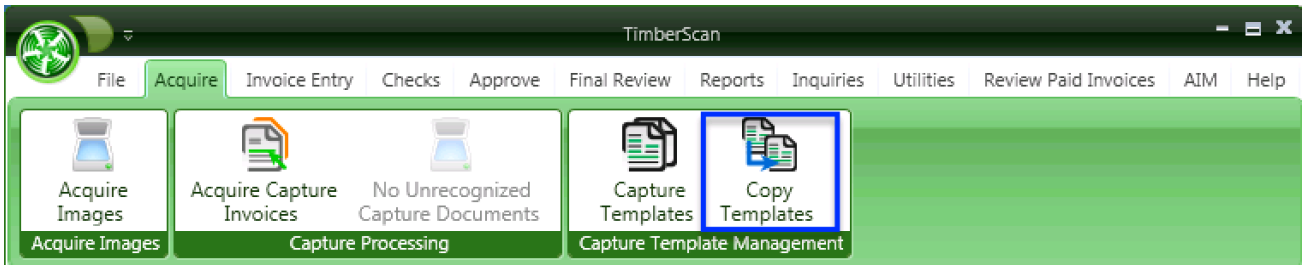 TimberScan
File Acquire Invoice Entry Checks Approve Final Review Reports Inquiries Utilities Review Paid Invoices AIM Help
Acquire Images
Acquire Capture Invoices
No Unrecognized Capture Documents
Capture Templates
Copy Templates
Acquire Images Capture Processing Capture Template Management